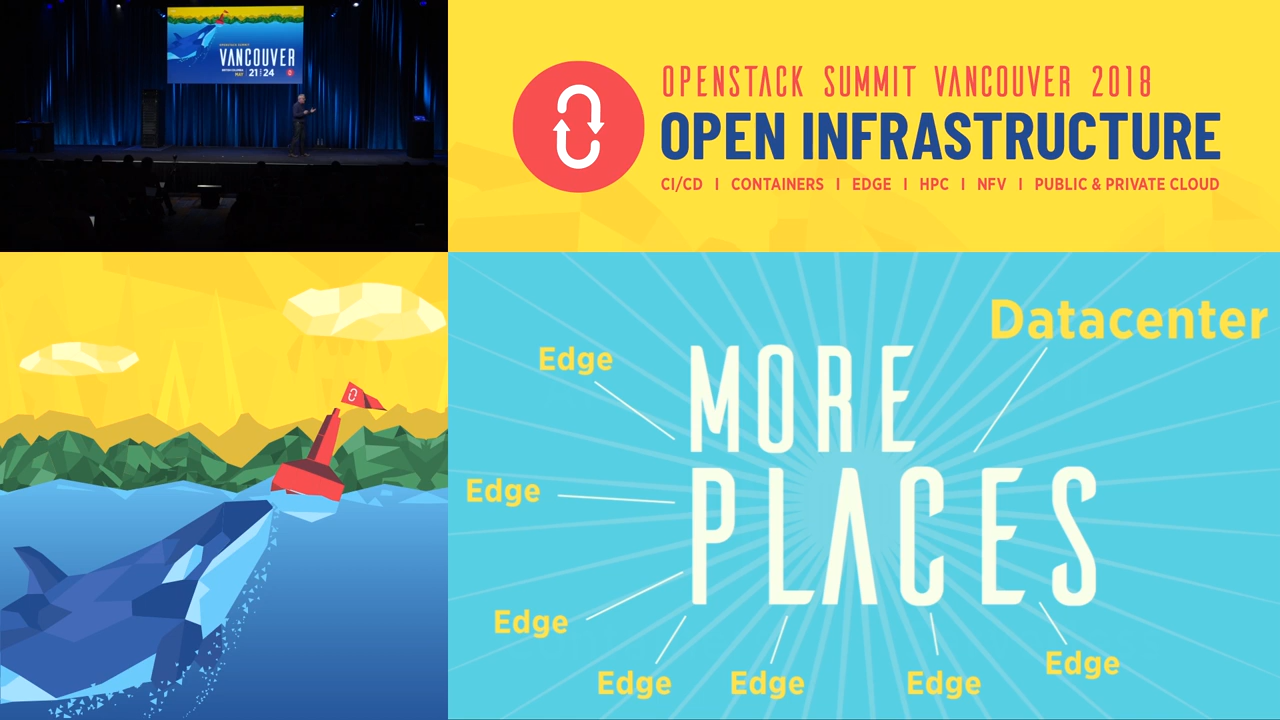 VANCOUVER
MAY 21 24
OPENSTACK SUMMIT VANCOUVER 2018
OPEN INFRASTRUCTURE
CI/CD | CONTAINERS | EDGE | HPC | NFV | PUBLIC & PRIVATE CLOUD
Datacenter
Edge
MORE
PLACES
Edge
Edge
Edge
Edge
Edge
Edge